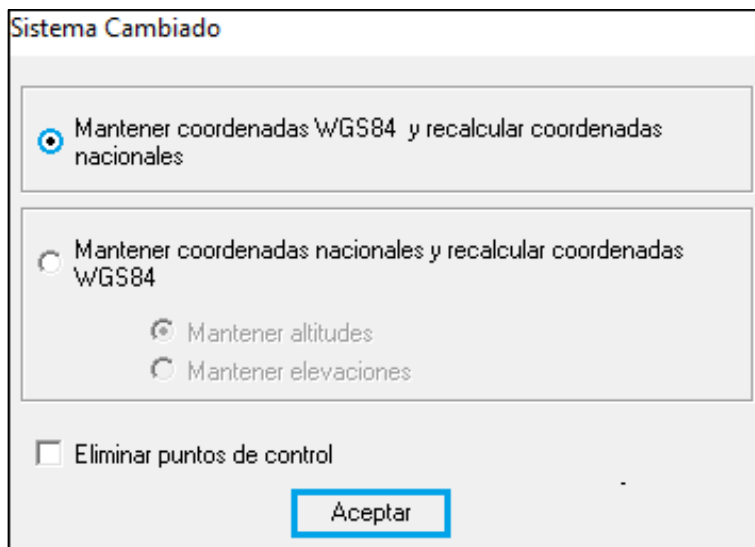 Sistema Cambiado
Mantener coordenadas WGS84 y recalcular coordenadas
nacionales
Mantener coordenadas nacionales y recalcular coordenadas
WGS84
Mantener altitudes
Mantener elevaciones
Eliminar puntos de control
Aceptar